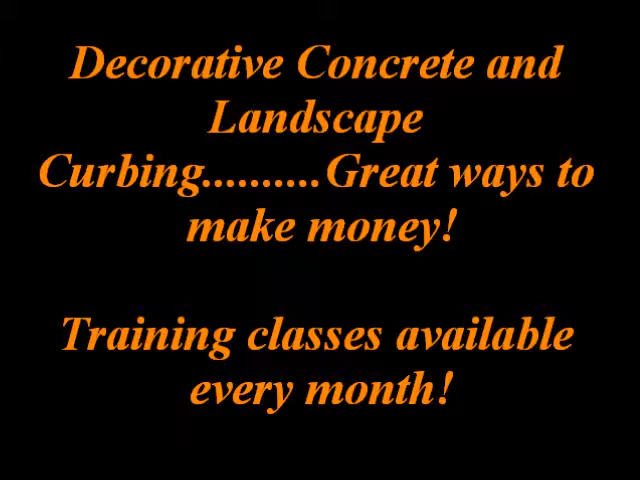 Decorative Concrete and
Landscape
Curbing..........Great ways to
make money!
Training classes available
every month!